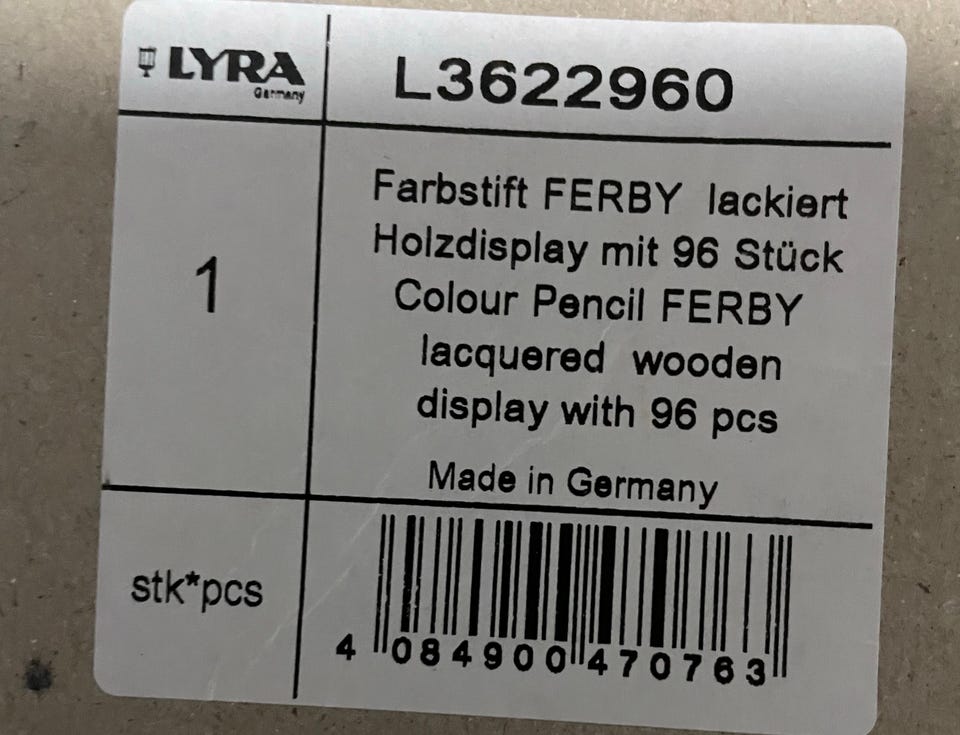 LYRA
Germany
L3622960
1
Farbstift FERBY lackiert
Holzdisplay mit 96 Stück
Colour Pencil FERBY
lacquered wooden
display with 96 pcs
Made in Germany
stk*pcs
4 084900 470763